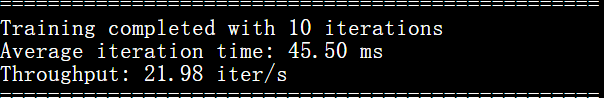 ==================================================
Training completed with 10 iterations
Average iteration time: 45.50 ms
Throughput: 21.98 iter/s
==================================================